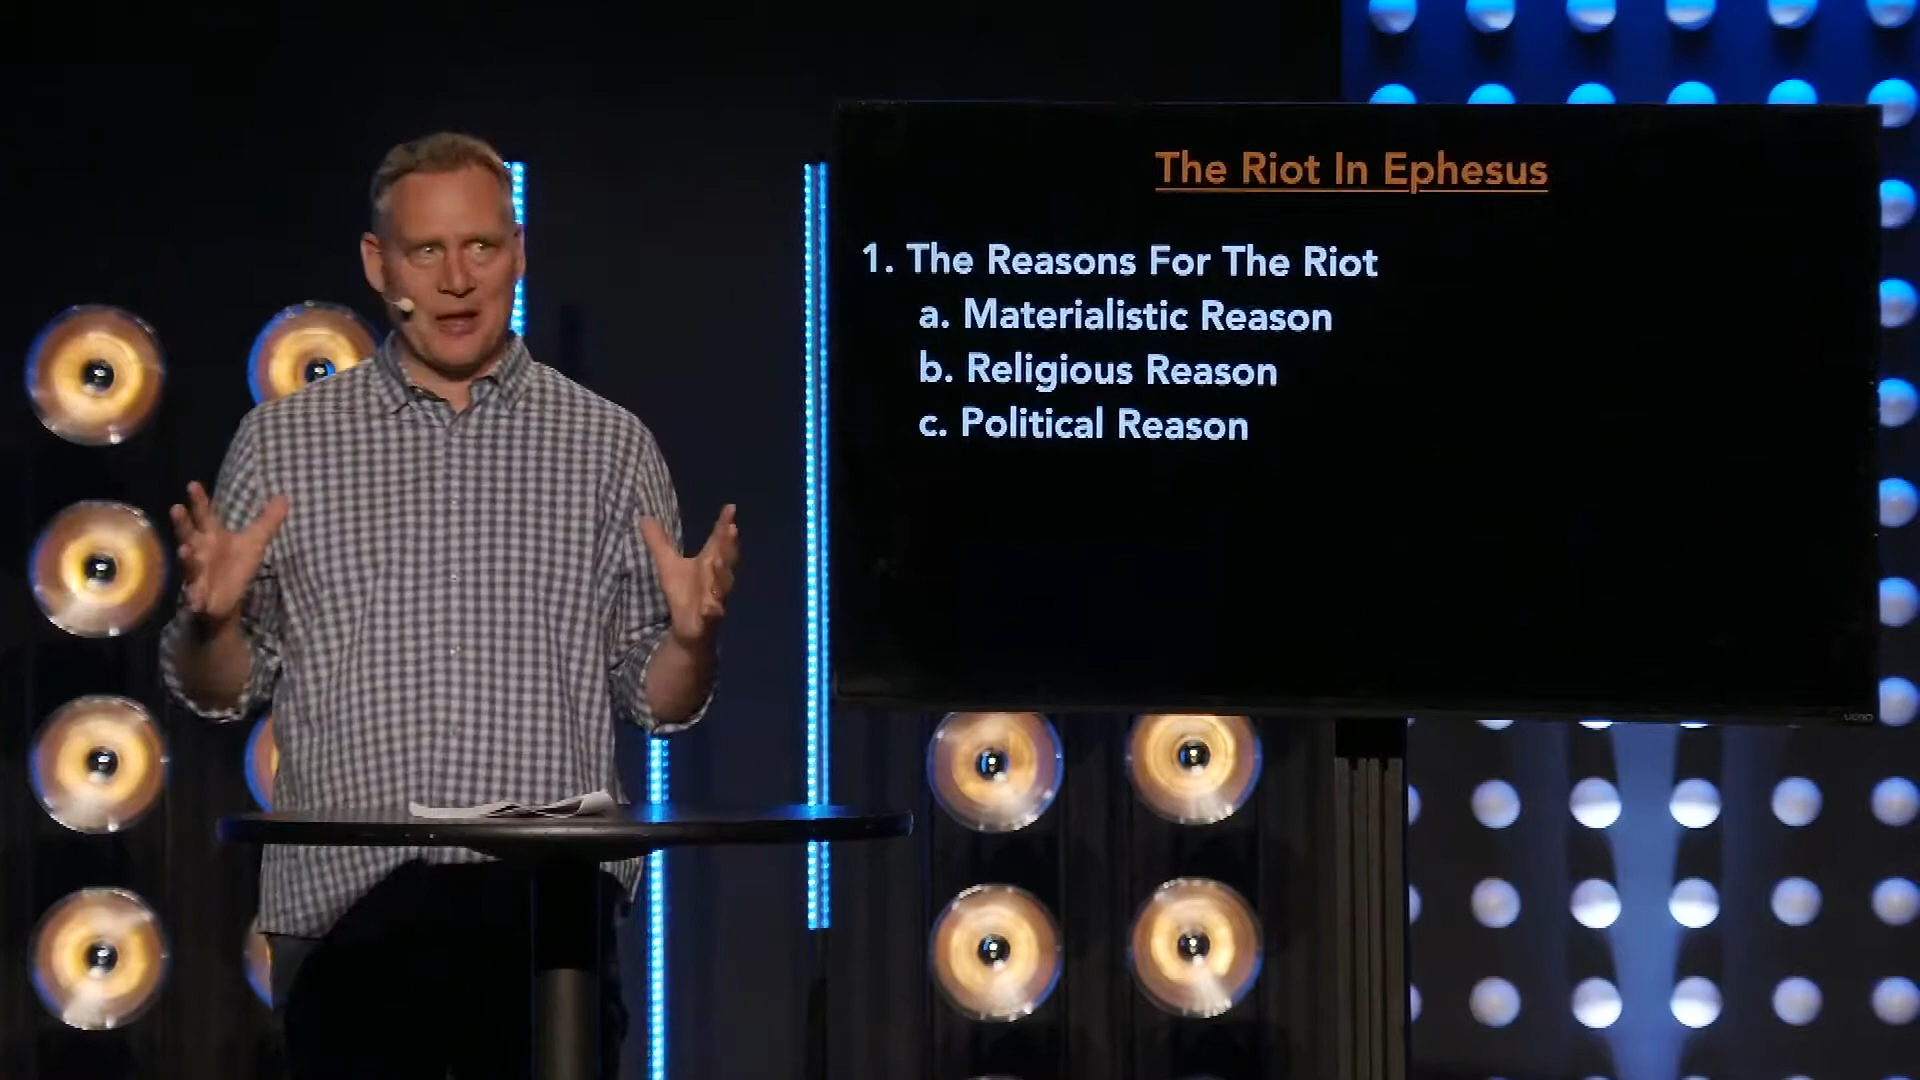 The Riot In Ephesus
1. The Reasons For The Riot
a. Materialistic Reason
b. Religious Reason
c. Political Reason